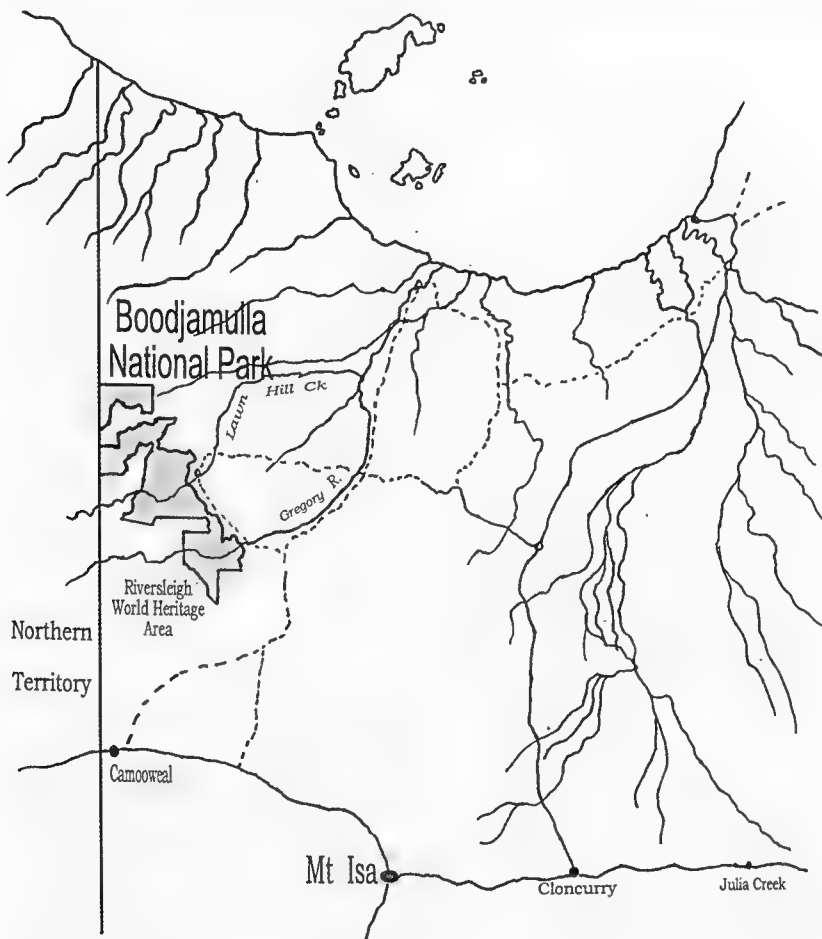 Boodjamulla
National Park
Lawn
Hill Ck
Gregory R.
Riversleigh
World Heritage
Area
Northern
Territory
Camooweal
Mt Isa
Cloncurry
Julia Creek